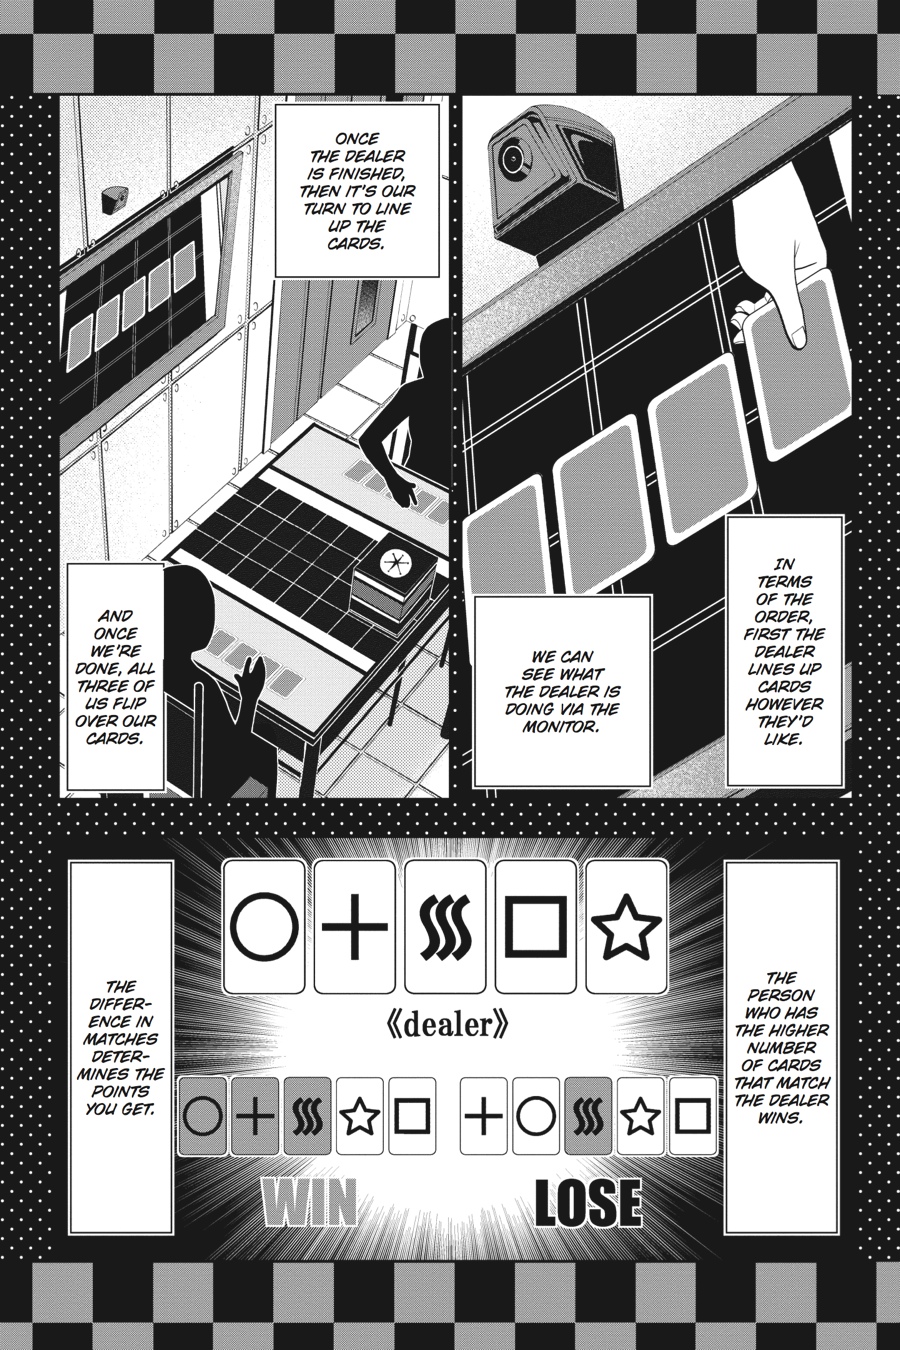 IN
TERMS
OF THE
ORDER,
FIRST THE
DEALER
LINES UP
CARDS
HOWEVER
THEY'D
LIKE.
WE CAN
SEE WHAT
THE DEALER IS
DOING VIA THE
MONITOR.
ONCE
THE DEALER
IS FINISHED,
THEN IT'S OUR
TURN TO LINE
UP THE
CARDS.
AND
ONCE
WE'RE
DONE, ALL
THREE OF
US FLIP
OVER OUR
CARDS.
THE
PERSON
WHO HAS
THE HIGHER
NUMBER
OF CARDS
THAT MATCH
THE DEALER
WINS.
《dealer》
WIN
LOSE
THE
DIFFER-
ENCE IN
MATCHES
DETER-
MINES THE
POINTS
YOU GET.